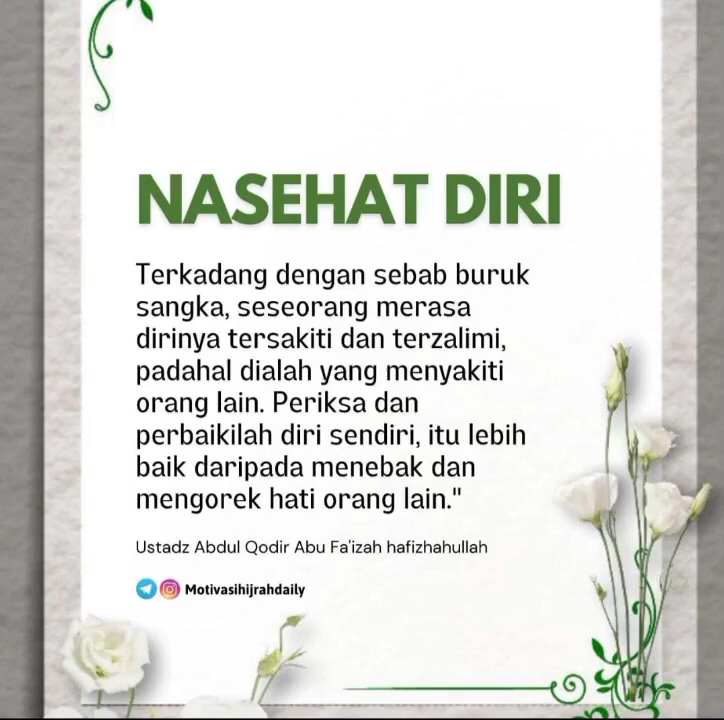 NASEHAT DIRI
Terkadang dengan sebab buruk
sangka, seseorang merasa
dirinya tersakiti dan terzalimi,
padahal dialah yang menyakiti
orang lain. Periksa dan
perbaikilah diri sendiri, itu lebih
baik daripada menebak dan
mengorek hati orang lain."
Ustadz Abdul Qodir Abu Fa'izah hafizhahullah
Motivasihijrahdaily